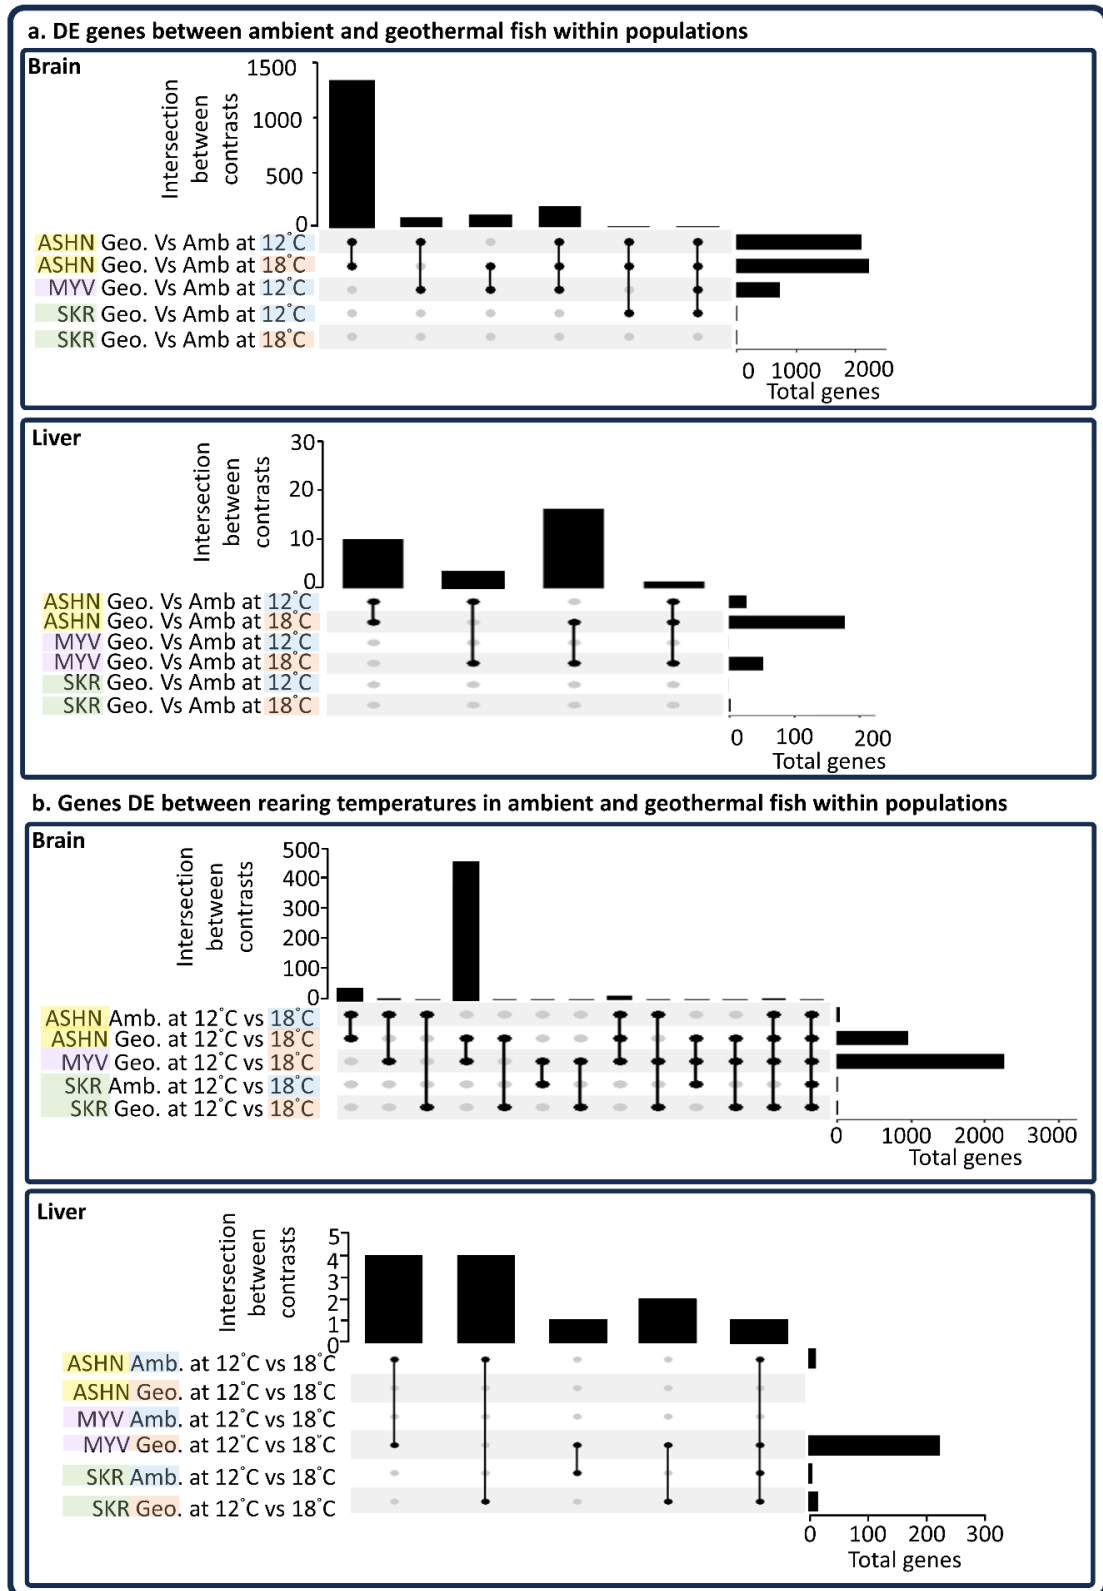 a. DE genes between ambient and geothermal fish within populations
Brain
Intersection
between
contrasts
1500
1000
500
0
ASHN Geo. Vs Amb at 12°C
ASHN Geo. Vs Amb at 18°C
MYV Geo. Vs Amb at 12°C
SKR Geo. Vs Amb at 12°C
SKR Geo. Vs Amb at 18°C
0 1000 2000
Total genes
Liver
Intersection
between
contrasts
30
20
10
0
ASHN Geo. Vs Amb at 12°C
ASHN Geo. Vs Amb at 18°C
MYV Geo. Vs Amb at 12°C
MYV Geo. Vs Amb at 18°C
SKR Geo. Vs Amb at 12°C
SKR Geo. Vs Amb at 18°C
0 100 200
Total genes
b. Genes DE between rearing temperatures in ambient and geothermal fish within populations
Brain
Intersection
between
contrasts
500
400
300
200
100
0
ASHN Amb. at 12°C vs 18°C
ASHN Geo. at 12°C vs 18°C
MYV Geo. at 12°C vs 18°C
SKR Amb. at 12°C vs 18°C
SKR Geo. at 12°C vs 18°C
0 1000 2000 3000
Total genes
Liver
Intersection
between
contrasts
5
4
3
2
1
0
ASHN Amb. at 12°C vs 18°C
ASHN Geo. at 12°C vs 18°C
MYV Amb. at 12°C vs 18°C
MYV Geo. at 12°C vs 18°C
SKR Amb. at 12°C vs 18°C
SKR Geo. at 12°C vs 18°C
0 100 200 300
Total genes